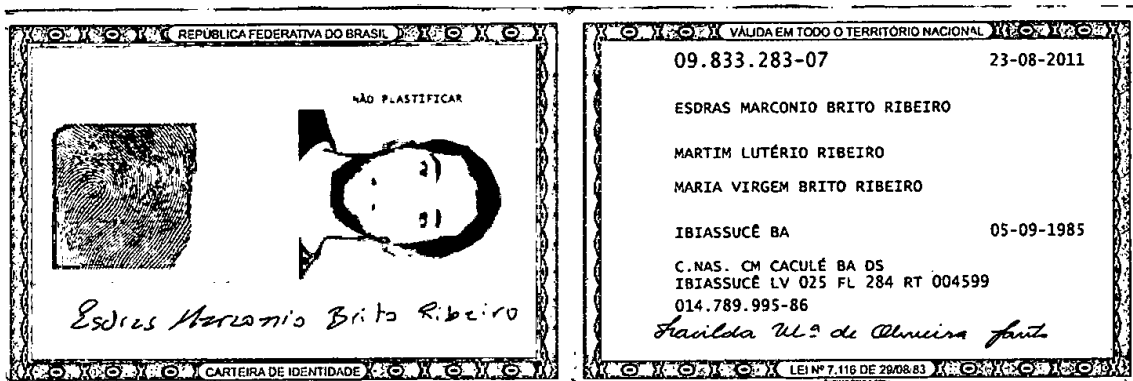 REPÚBLICA FEDERATIVA DO BRASIL
NÃO PLASTIFICAR
Esdras Marconio Brito Ribeiro
CARTEIRA DE IDENTIDADE
VÁLIDA EM TODO O TERRITÓRIO NACIONAL
09.833.283-07 23-08-2011
ESDRAS MARCONIO BRITO RIBEIRO
MARTIM LUTÉRIO RIBEIRO
MARIA VIRGEM BRITO RIBEIRO
IBIASSUCÊ BA 05-09-1985
C.NAS. CM CACULÉ BA DS
IBIASSUCÊ LV 025 FL 284 RT 004599
014.789.995-86
Mª de
LEI Nº 7.116 DE 29/08/83